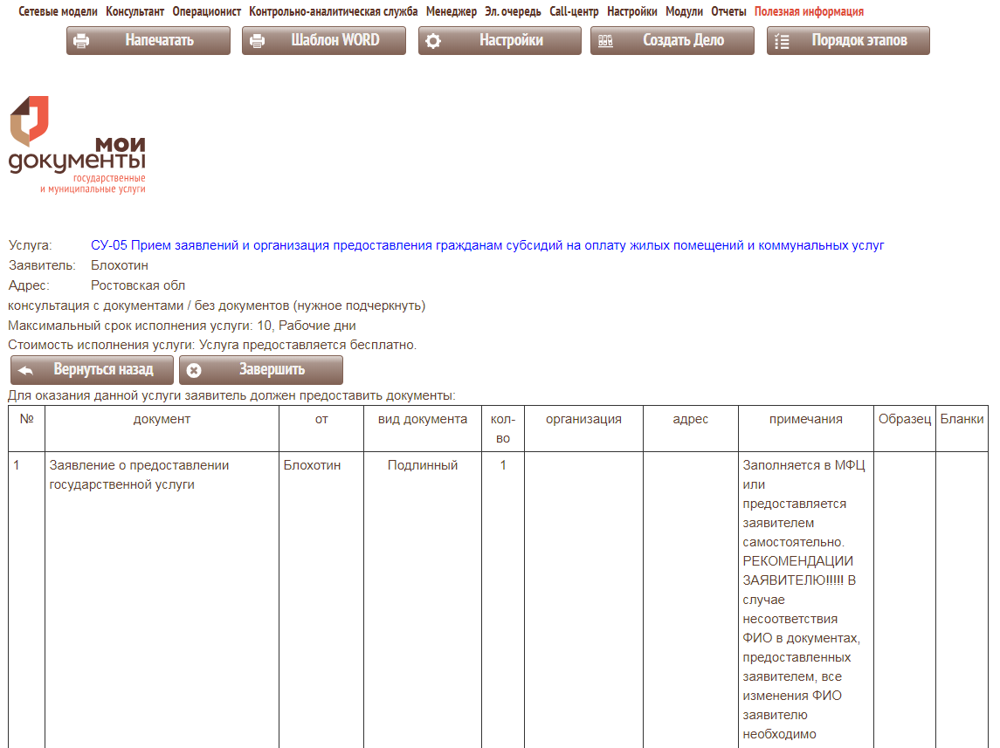 Сетевые модели Консультант Операционист Контрольно-аналитическая служба Менеджер Эл. очередь Call-центр Настройки Модули Отчеты Полезная информация
Напечатать Шаблон WORD Настройки Создать Дело Порядок этапов
мои
документы
государственные
и муниципальные услуги
Услуга: СУ-05 Прием заявлений и организация предоставления гражданам субсидий на оплату жилых помещений и коммунальных услуг
Заявитель: Блохотин
Адрес: Ростовская обл
консультация с документами / без документов (нужное подчеркнуть)
Максимальный срок исполнения услуги: 10, Рабочие дни
Стоимость исполнения услуги: Услуга предоставляется бесплатно.
Вернуться назад Завершить
Для оказания данной услуги заявитель должен предоставить документы:
№ документ от вид документа кол-во организация адрес примечания Образец Бланки
1 Заявление о предоставлении государственной услуги Блохотин Подлинный 1
Заполняется в МФЦ
или
предоставляется
заявителем
самостоятельно.
РЕКОМЕНДАЦИИ
ЗАЯВИТЕЛЮ!!!!! В
случае
несоответствия
ФИО в документах,
предоставленных
заявителем, все
изменения ФИО
заявителю
необходимо